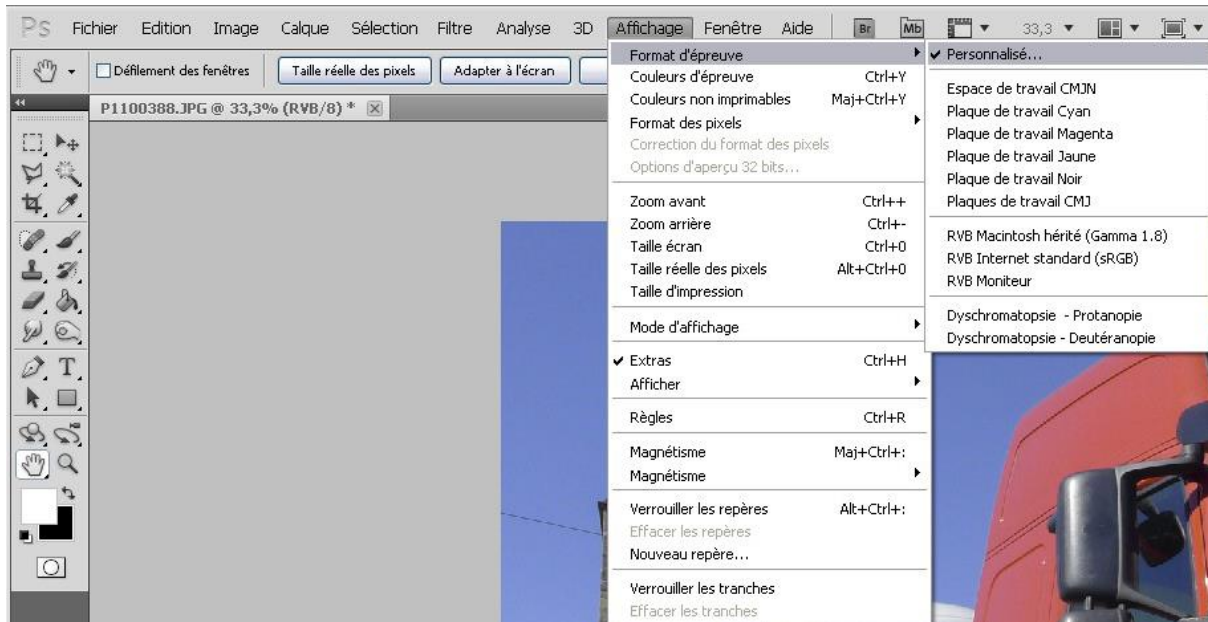 Ps Fichier Edition Image Calque Sélection Filtre Analyse 3D Affichage Fenêtre Aide Br Mb 33,3
Défilement des fenêtres Taille réelle des pixels Adapter à l'écran
P1100388.JPG @ 33,3% (RVB/8) *
Format d'épreuve
Couleurs d'épreuve Ctrl+Y
Couleurs non imprimables Maj+Ctrl+Y
Format des pixels
Correction du format des pixels
Options d'aperçu 32 bits...
Zoom avant Ctrl++
Zoom arrière Ctrl+-
Taille écran Ctrl+0
Taille réelle des pixels Alt+Ctrl+0
Taille d'impression
Mode d'affichage
Extras Ctrl+H
Afficher
Règles Ctrl+R
Magnétisme Maj+Ctrl+:
Magnétisme
Verrouiller les repères Alt+Ctrl+:
Effacer les repères
Nouveau repère...
Verrouiller les tranches
Effacer les tranches
Personnalisé...
Espace de travail CMJN
Plaque de travail Cyan
Plaque de travail Magenta
Plaque de travail Jaune
Plaque de travail Noir
Plaques de travail CMJ
RVB Macintosh hérité (Gamma 1.8)
RVB Internet standard (sRGB)
RVB Moniteur
Dyschromatopsie - Protanopie
Dyschromatopsie - Deutéranopie